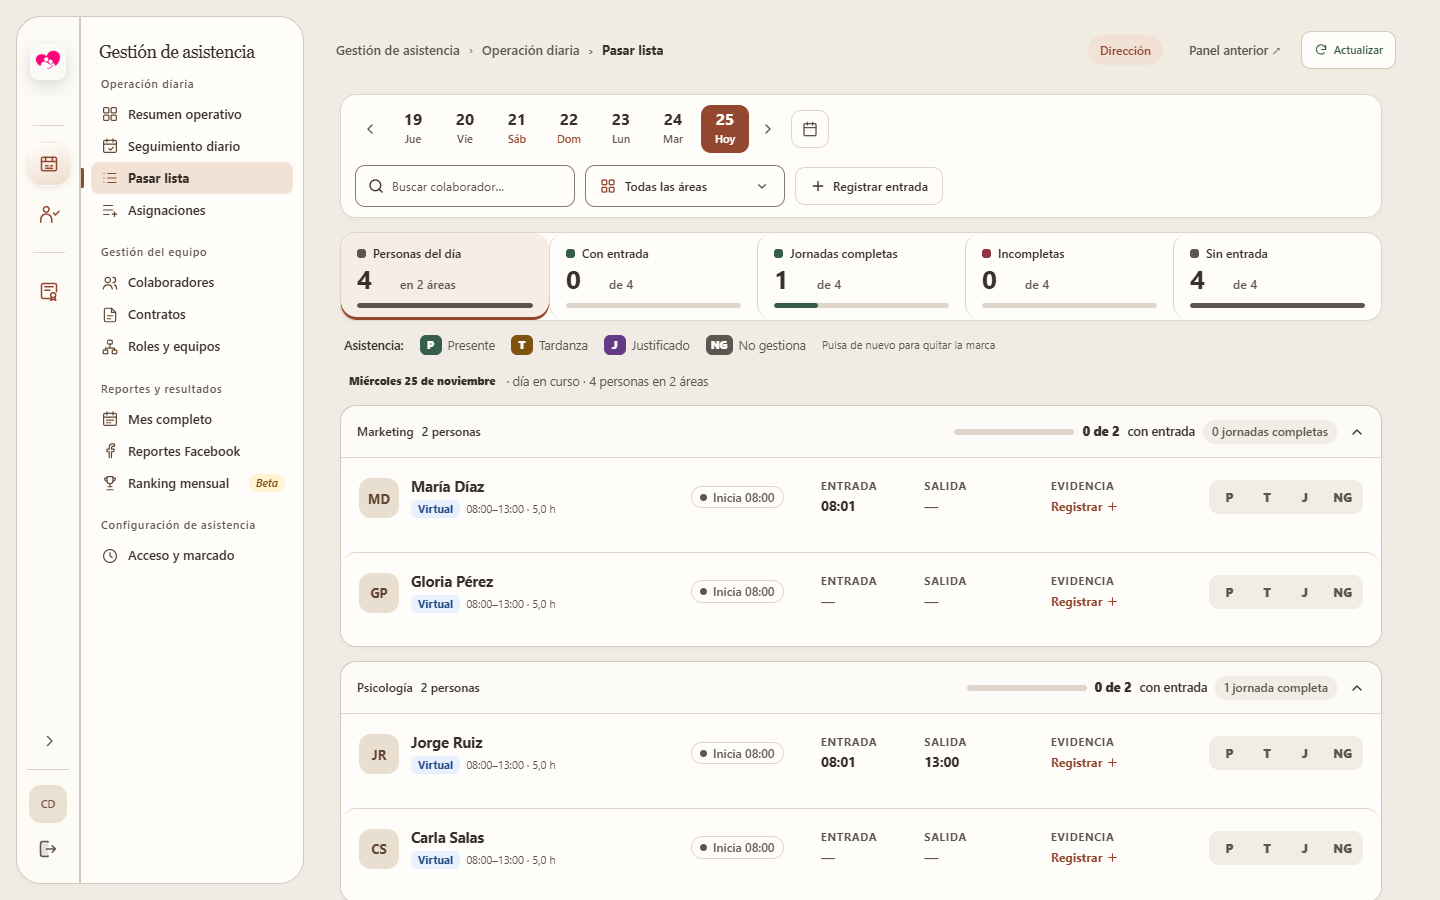 Gestión de asistencia
Operación diaria
Resumen operativo
Seguimiento diario
Pasar lista
Asignaciones
Gestión del equipo
Colaboradores
Contratos
Roles y equipos
Reportes y resultados
Mes completo
Reportes Facebook
Ranking mensual Beta
Configuración de asistencia
Acceso y marcado
CD
Gestión de asistencia › Operación diaria › Pasar lista
Dirección
Panel anterior ↗
Actualizar
19 20 21 22 23 24 25
Jue Vie Sáb Dom Lun Mar Hoy
Buscar colaborador...
Todas las áreas
Registrar entrada
Personas del día
4 en 2 áreas
Con entrada
0 de 4
Jornadas completas
1 de 4
Incompletas
0 de 4
Sin entrada
4 de 4
Asistencia: P Presente T Tardanza J Justificado NG No gestiona Pulsa de nuevo para quitar la marca
Miércoles 25 de noviembre · día en curso · 4 personas en 2 áreas
Marketing 2 personas 0 de 2 con entrada 0 jornadas completas
MD
María Díaz
Virtual 08:00–13:00 · 5,0 h
Inicia 08:00
ENTRADA
08:01
SALIDA
—
EVIDENCIA
Registrar +
P T J NG
GP
Gloria Pérez
Virtual 08:00–13:00 · 5,0 h
Inicia 08:00
ENTRADA
—
SALIDA
—
EVIDENCIA
Registrar +
P T J NG
Psicología 2 personas 0 de 2 con entrada 1 jornada completa
JR
Jorge Ruiz
Virtual 08:00–13:00 · 5,0 h
Inicia 08:00
ENTRADA
08:01
SALIDA
13:00
EVIDENCIA
Registrar +
P T J NG
CS
Carla Salas
Virtual 08:00–13:00 · 5,0 h
Inicia 08:00
ENTRADA
—
SALIDA
—
EVIDENCIA
Registrar +
P T J NG